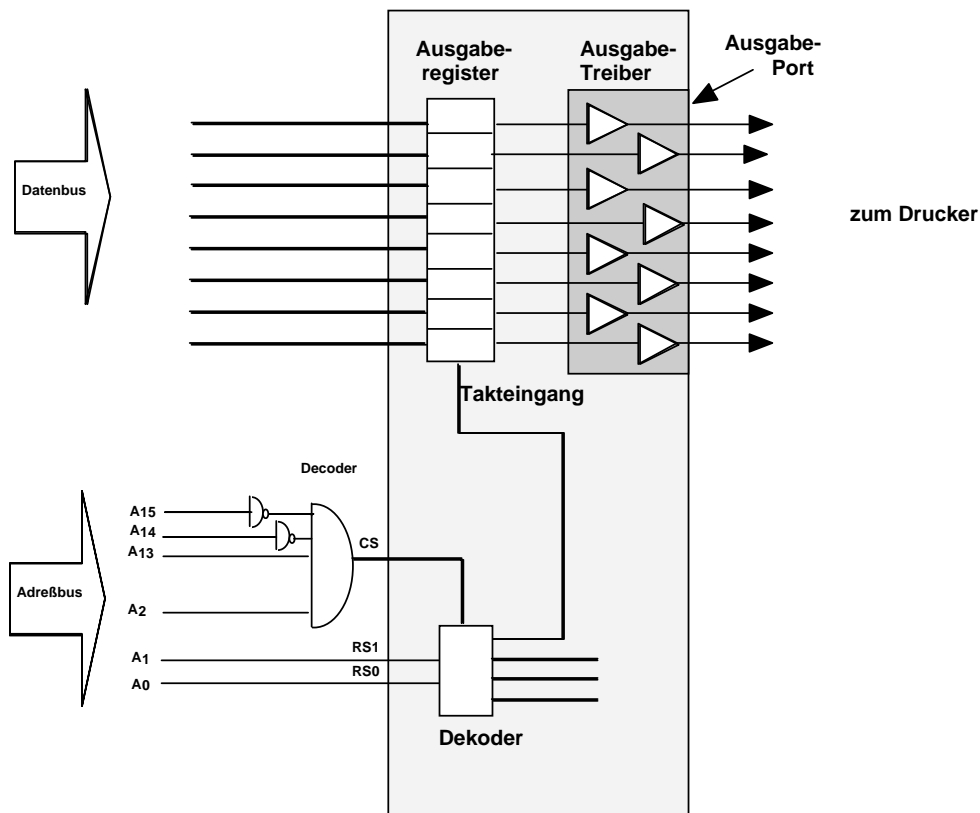 Ausgabe-
register
Ausgabe-
Treiber
Ausgabe-
Port
Datenbus
zum Drucker
Takteingang
Decoder
A15
A14
A13
CS
Adreßbus
A2
A1
RS1
A0
RS0
Dekoder